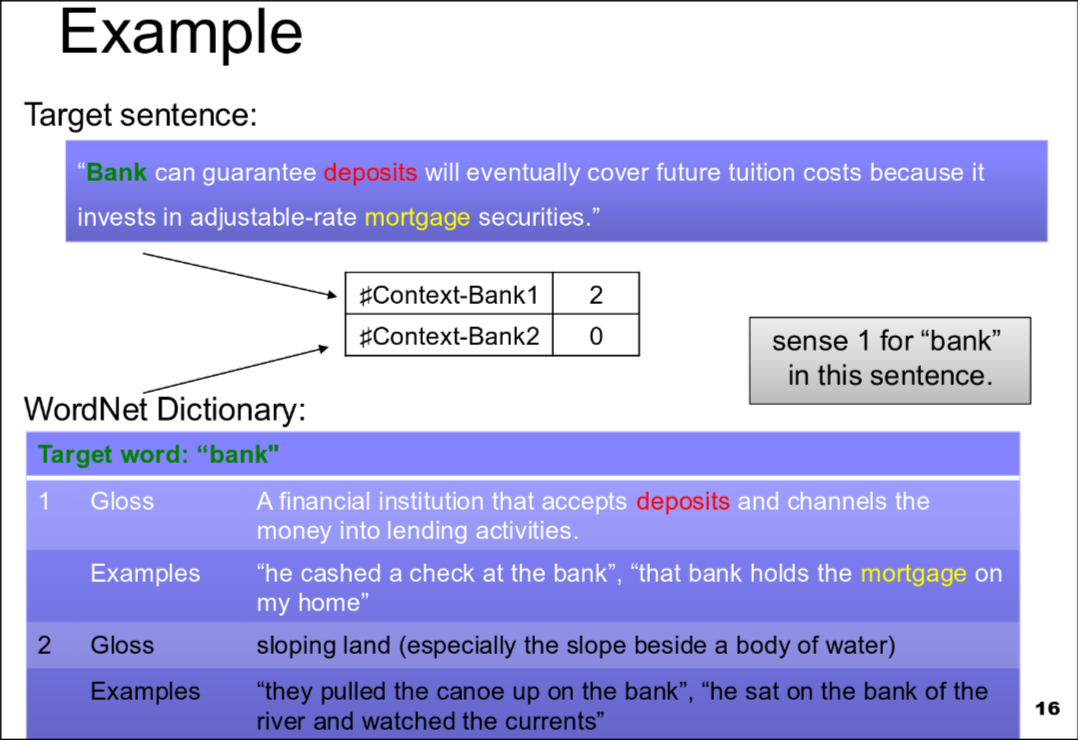 Example
Target sentence:
“Bank can guarantee deposits will eventually cover future tuition costs because it
invests in adjustable-rate mortgage securities.”
♯Context-Bank1 2
♯Context-Bank2 0
sense 1 for “bank”
in this sentence.
WordNet Dictionary:
Target word: “bank"
1 Gloss A financial institution that accepts deposits and channels the
money into lending activities.
Examples “he cashed a check at the bank”, “that bank holds the mortgage on
my home”
2 Gloss sloping land (especially the slope beside a body of water)
Examples “they pulled the canoe up on the bank”, “he sat on the bank of the
river and watched the currents”
16